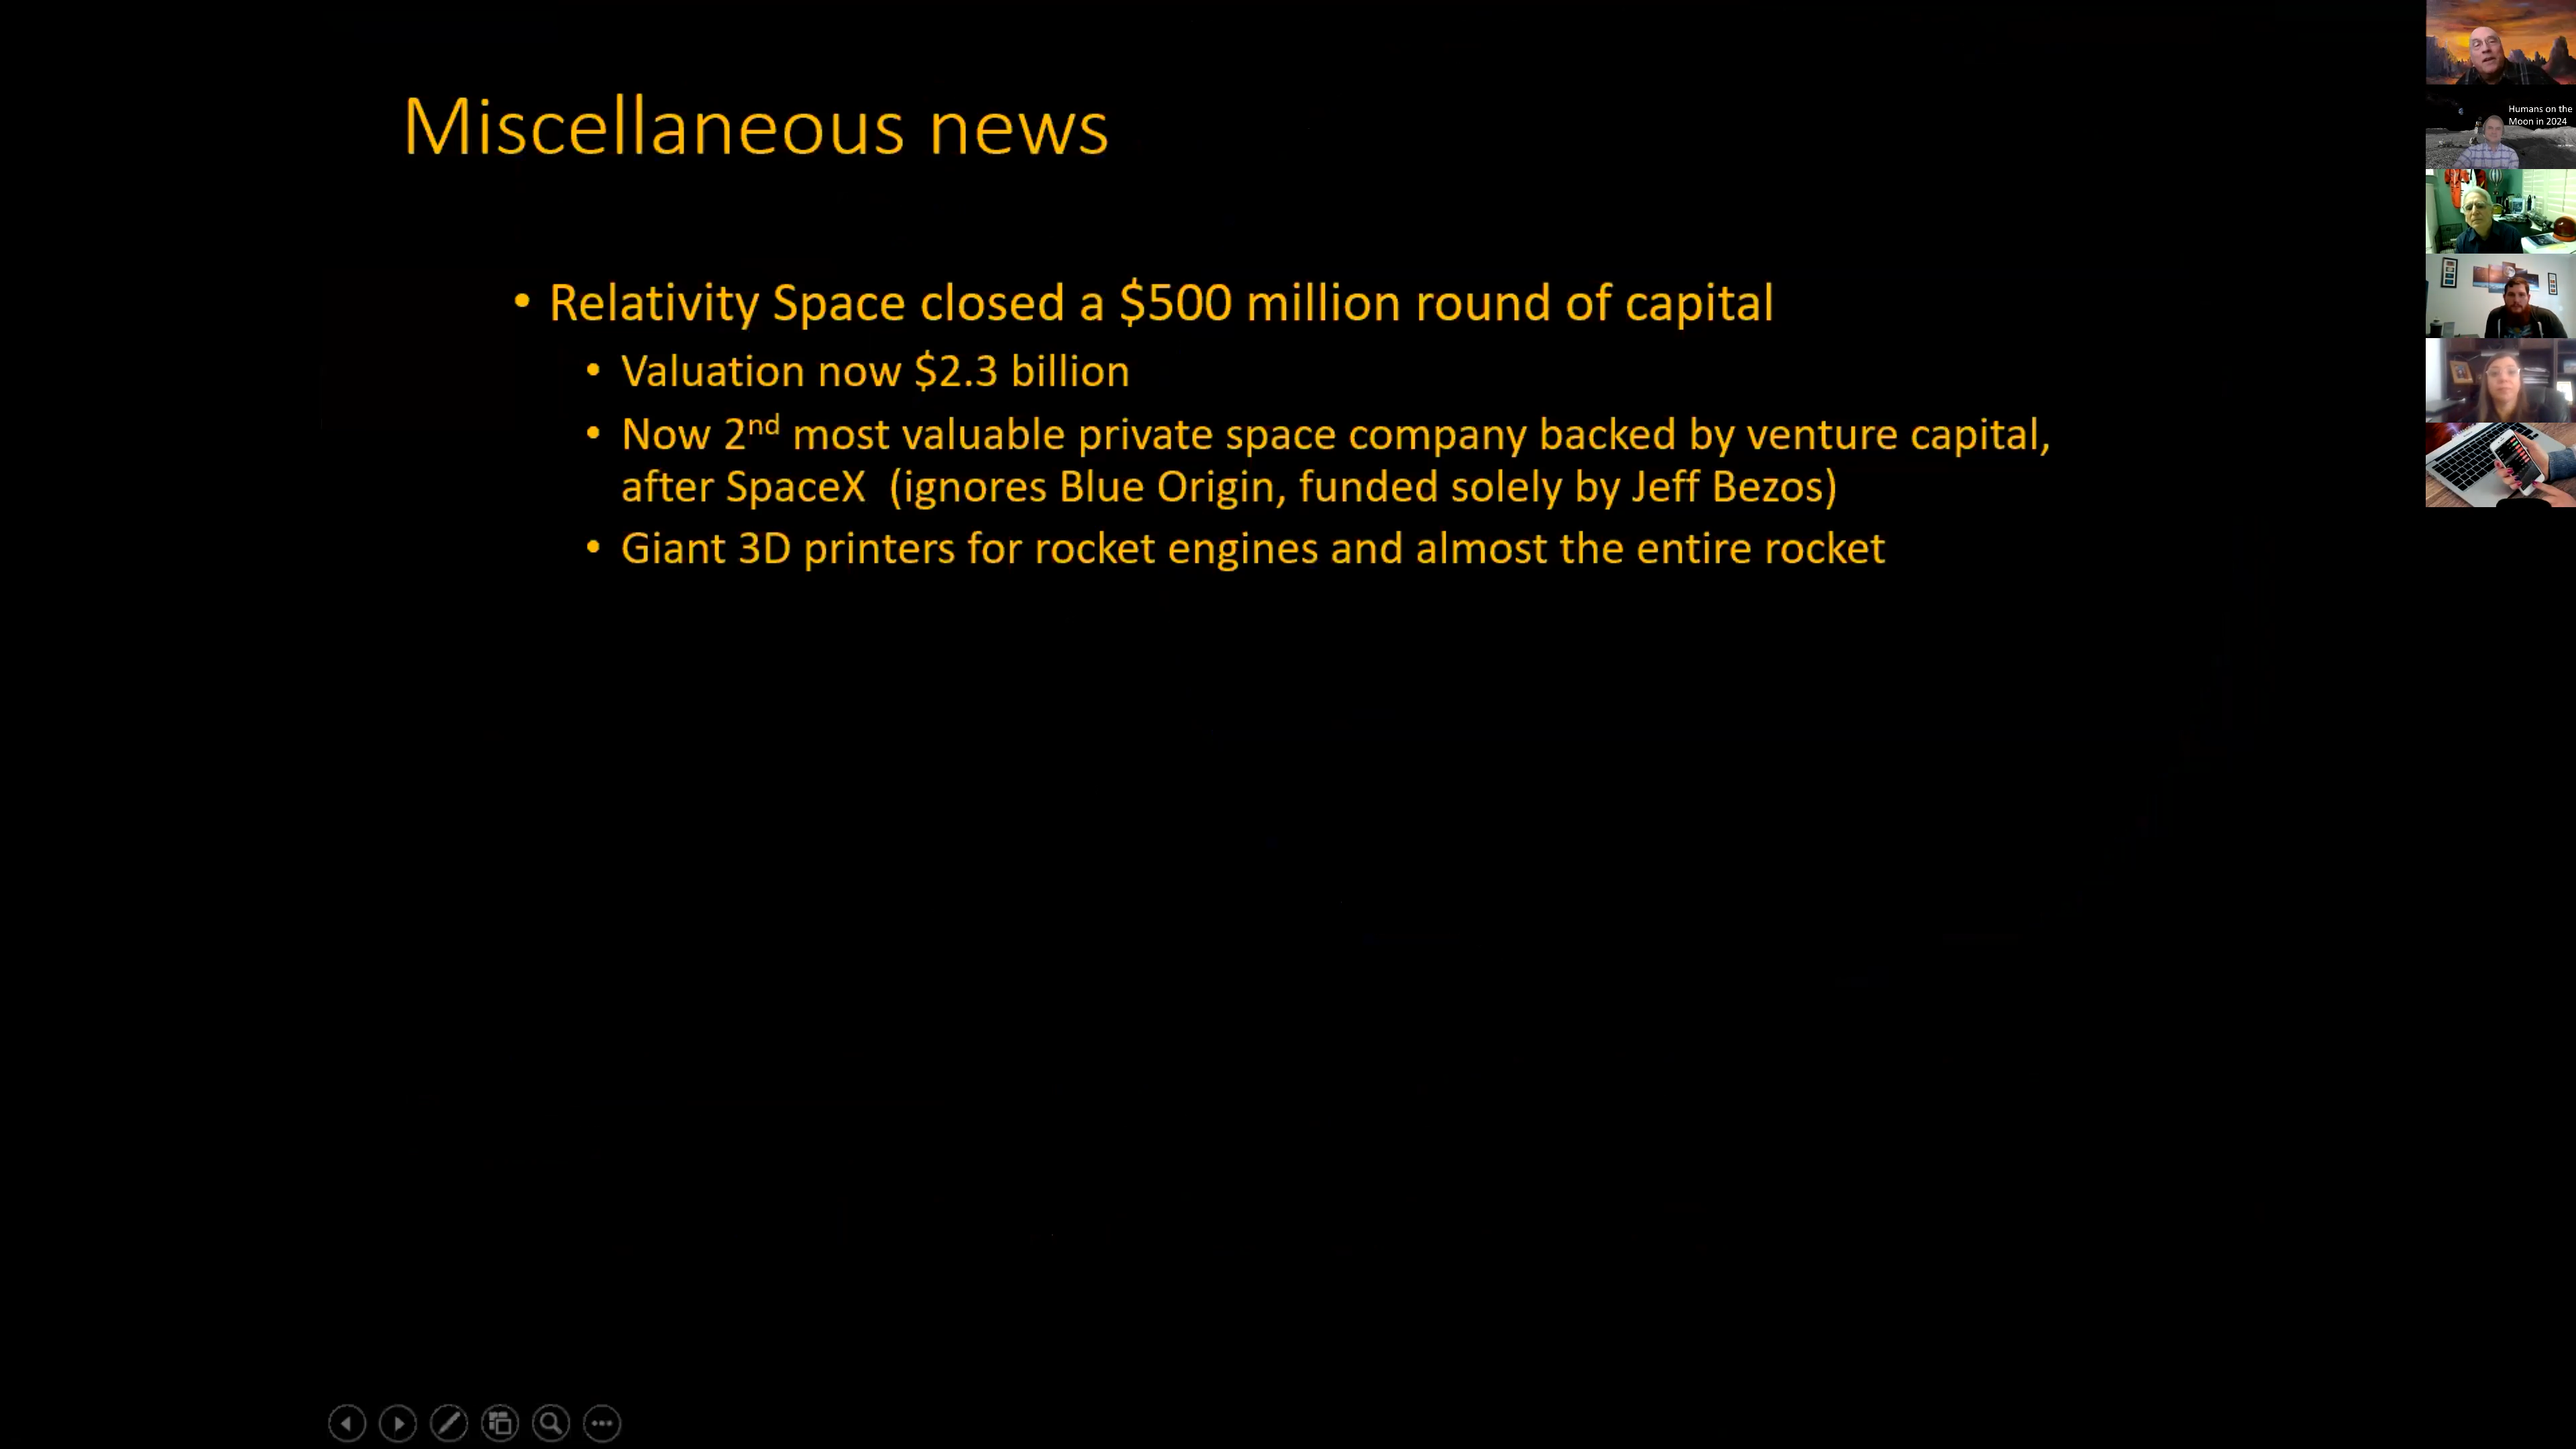 Miscellaneous news
• Relativity Space closed a $500 million round of capital
• Valuation now $2.3 billion
• Now 2nd most valuable private space company backed by venture capital,
after SpaceX (ignores Blue Origin, funded solely by Jeff Bezos)
• Giant 3D printers for rocket engines and almost the entire rocket
Humans on the
Moon in 2024